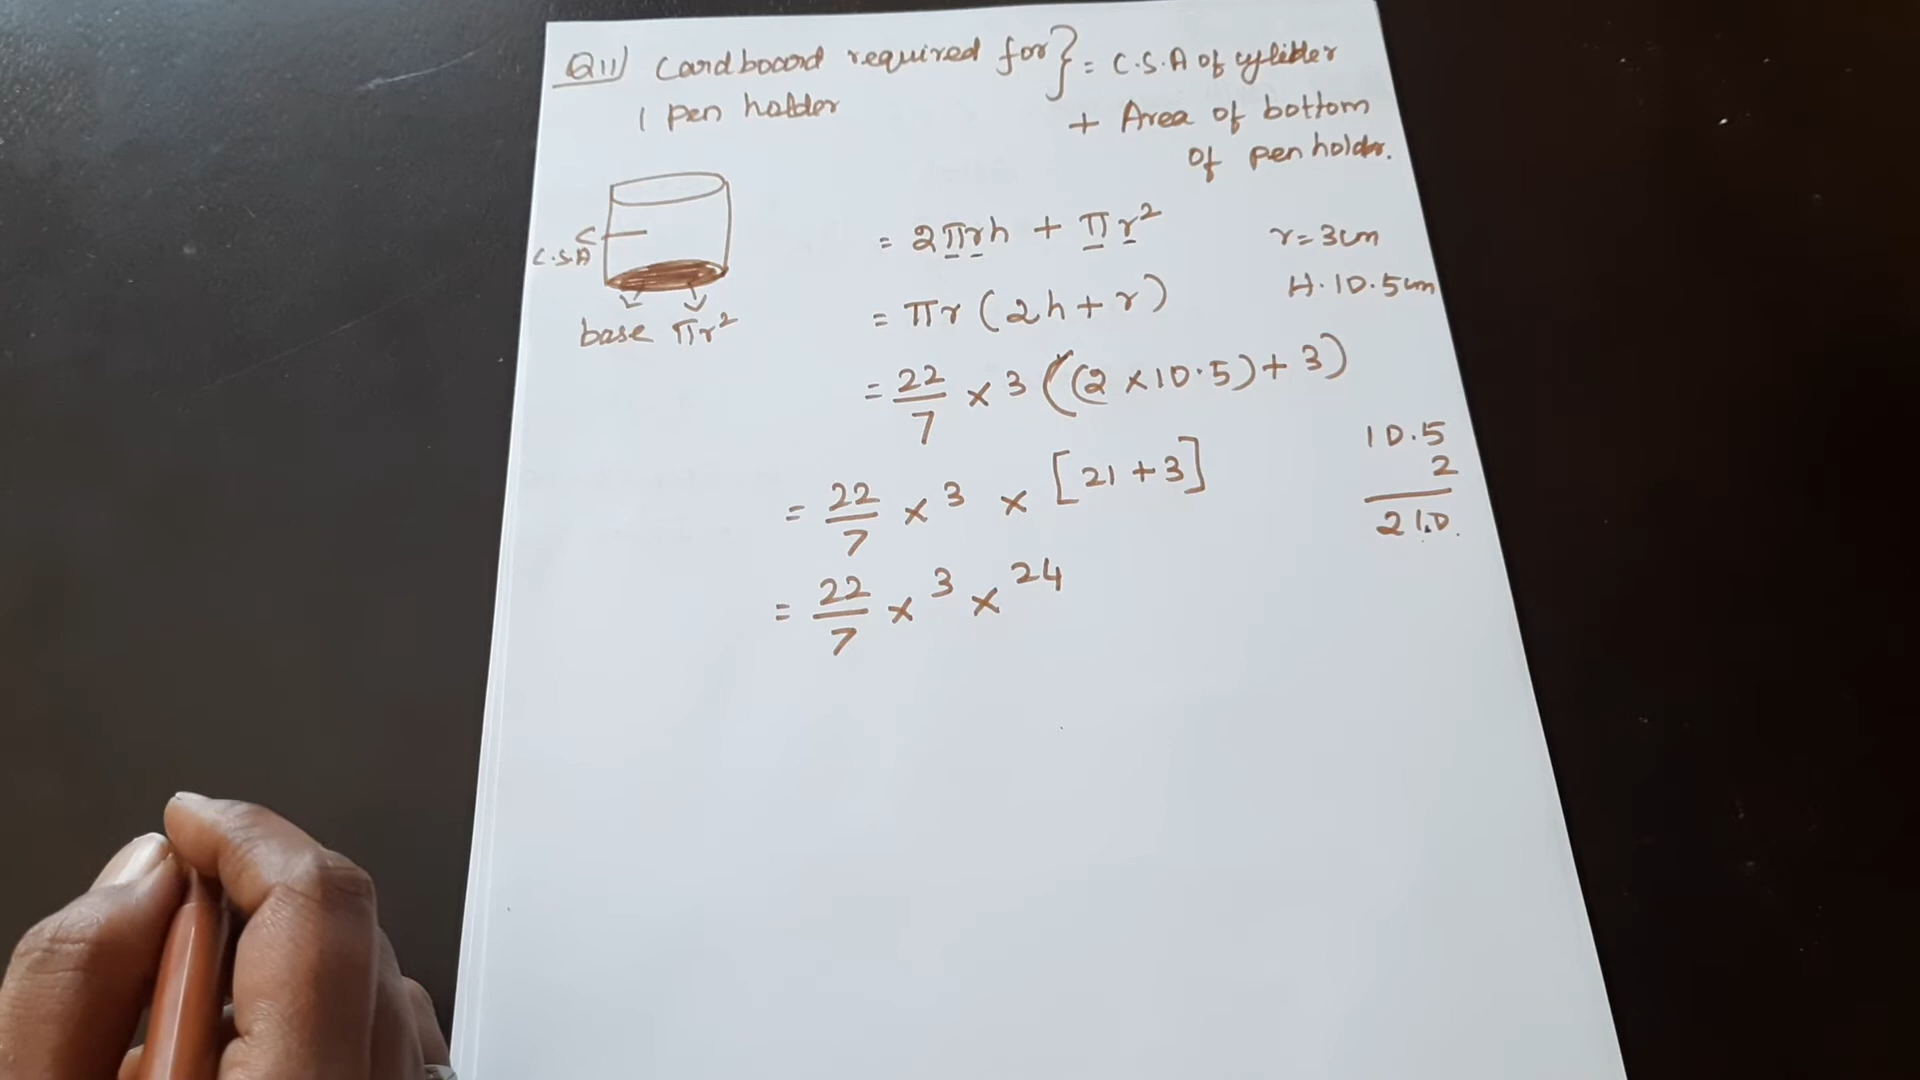 Q11) Cardboard required for } = C.S.A of cylinder
1 pen holder
+ Area of bottom
of pen holder.
C.S.A
base πr²
= 2πrh + πr²
r = 3cm
= πr (2h + r)
H. 10.5cm
= 22/7 × 3 ((2 × 10.5) + 3)
= 22/7 × 3 × [21 + 3]
10.5
2
21.0.
= 22/7 × 3 × 24